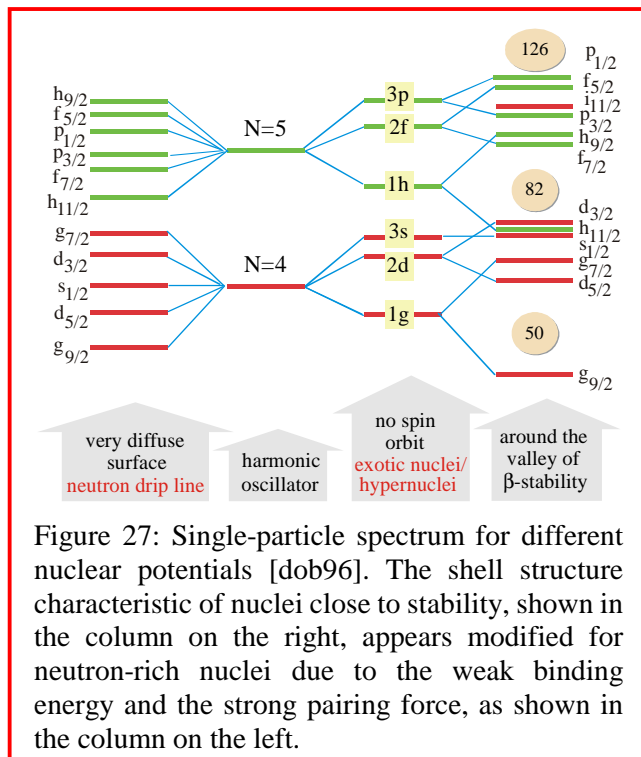 126
p1/2
h9/2
f5/2
p1/2
p3/2
f7/2
h11/2
N=5
3p
2f
1h
f5/2
i11/2
p3/2
h9/2
f7/2
82
g7/2
d3/2
s1/2
d5/2
g9/2
N=4
3s
2d
1g
d3/2
h11/2
s1/2
g7/2
d5/2
50
g9/2
very diffuse
surface
neutron drip line
harmonic
oscillator
no spin
orbit
exotic nuclei/
hypernuclei
around the
valley of
β-stability
Figure 27: Single-particle spectrum for different
nuclear potentials [dob96]. The shell structure
characteristic of nuclei close to stability, shown in
the column on the right, appears modified for
neutron-rich nuclei due to the weak binding
energy and the strong pairing force, as shown in
the column on the left.